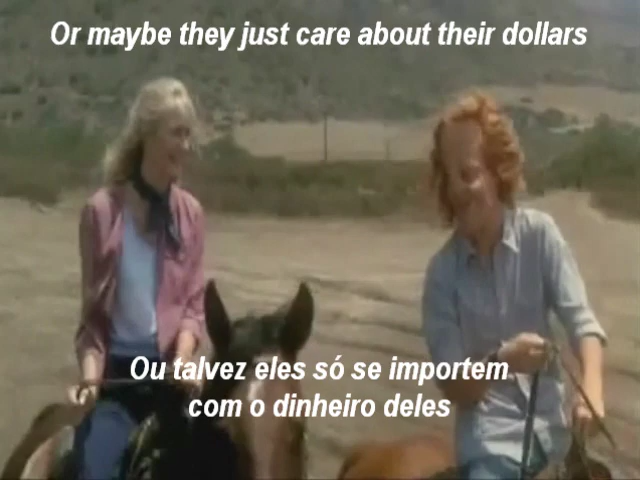 Or maybe they just care about their dollars
Ou talvez eles só se importem
com o dinheiro deles